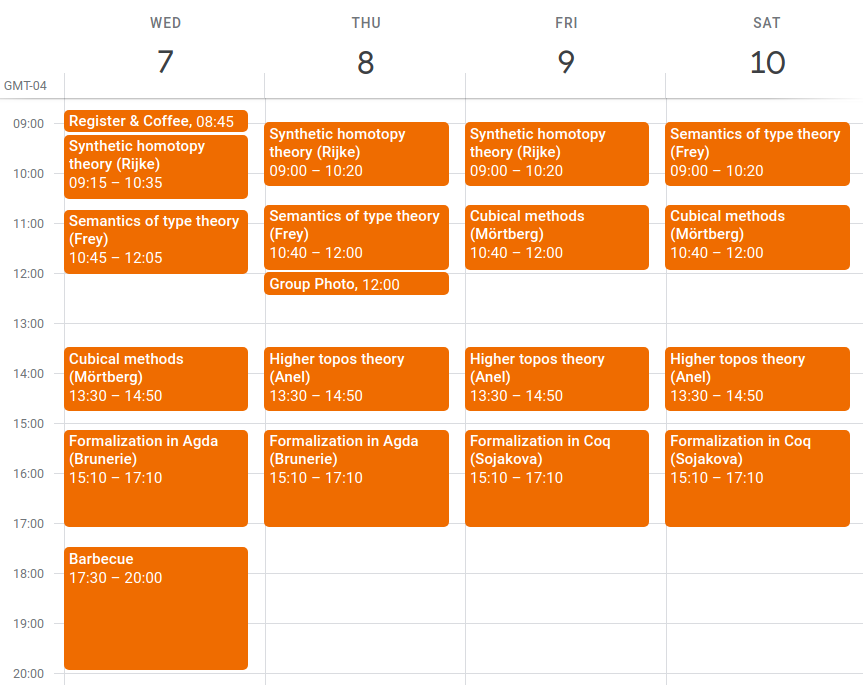 WED
THU
FRI
SAT
7
8
9
10
GMT-04
09:00
10:00
11:00
12:00
13:00
14:00
15:00
16:00
17:00
18:00
19:00
20:00
Register & Coffee, 08:45
Synthetic homotopy
theory (Rijke)
09:15 – 10:35
Semantics of type theory
(Frey)
10:45 – 12:05
Cubical methods
(Mörtberg)
13:30 – 14:50
Formalization in Agda
(Brunerie)
15:10 – 17:10
Barbecue
17:30 – 20:00
Synthetic homotopy
theory (Rijke)
09:00 – 10:20
Semantics of type theory
(Frey)
10:40 – 12:00
Group Photo, 12:00
Higher topos theory
(Anel)
13:30 – 14:50
Formalization in Agda
(Brunerie)
15:10 – 17:10
Synthetic homotopy
theory (Rijke)
09:00 – 10:20
Cubical methods
(Mörtberg)
10:40 – 12:00
Higher topos theory
(Anel)
13:30 – 14:50
Formalization in Coq
(Sojakova)
15:10 – 17:10
Semantics of type theory
(Frey)
09:00 – 10:20
Cubical methods
(Mörtberg)
10:40 – 12:00
Higher topos theory
(Anel)
13:30 – 14:50
Formalization in Coq
(Sojakova)
15:10 – 17:10